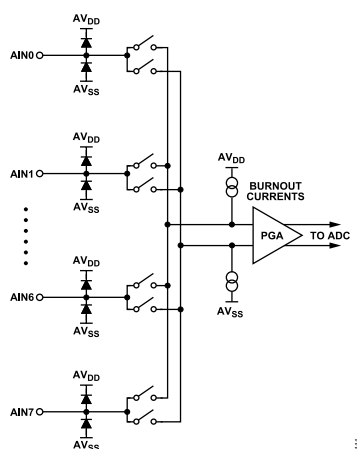 AVDD
AIN0
AVSS
AVDD
AIN1
AVSS
AVDD
BURNOUT
CURRENTS
PGA
TO ADC
AVSS
AVDD
AIN6
AVSS
AVDD
AIN7
AVSS